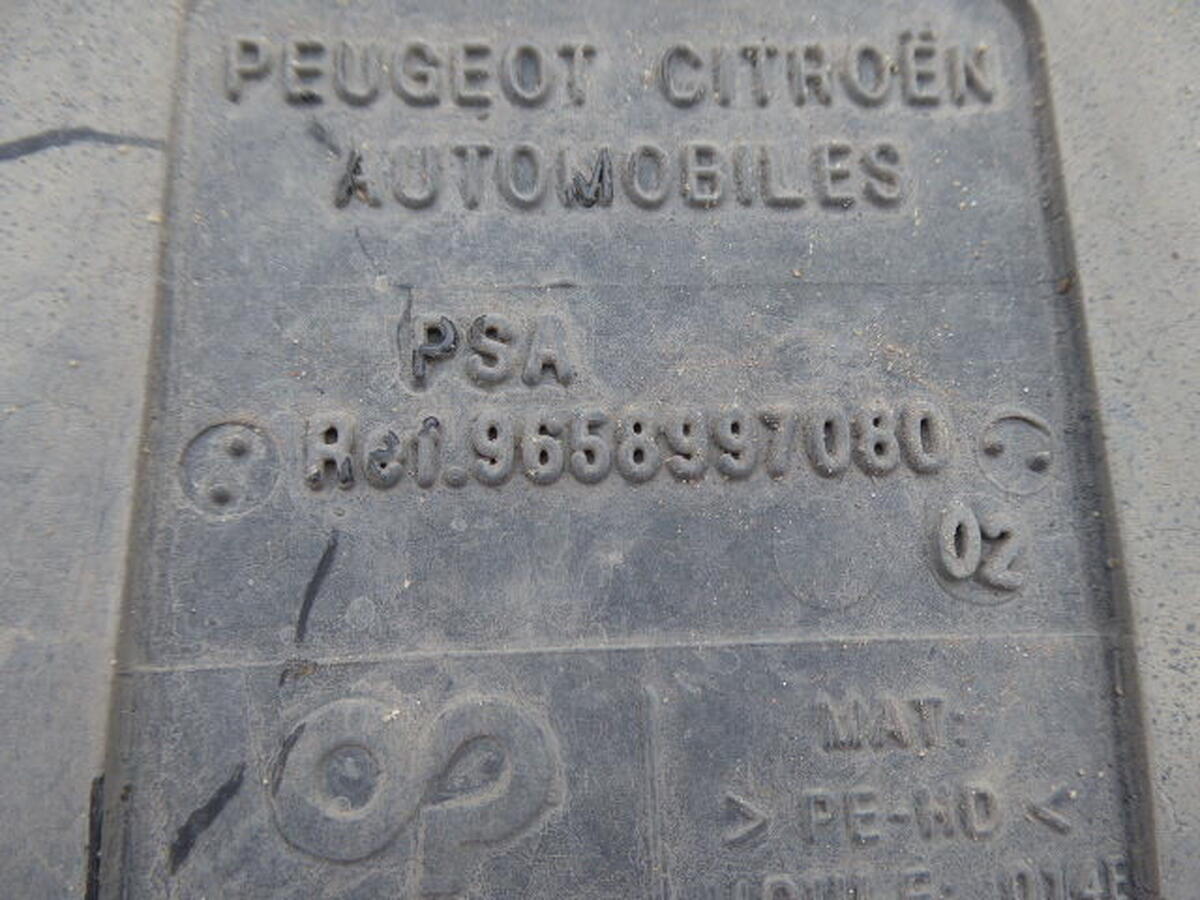 PEUGEOT CITROËN
AUTOMOBILES
PSA
Ref.9658997080
02
MAT:
> PE-HD <